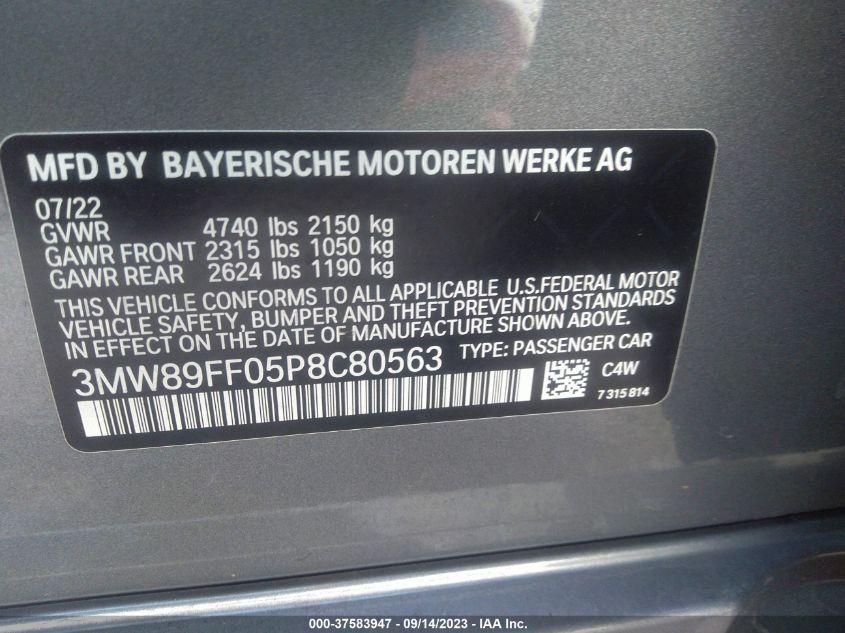 MFD BY BAYERISCHE MOTOREN WERKE AG
07/22
GVWR 4740 lbs 2150 kg
GAWR FRONT 2315 lbs 1050 kg
GAWR REAR 2624 lbs 1190 kg
THIS VEHICLE CONFORMS TO ALL APPLICABLE U.S.FEDERAL MOTOR
VEHICLE SAFETY, BUMPER AND THEFT PREVENTION STANDARDS
IN EFFECT ON THE DATE OF MANUFACTURE SHOWN ABOVE.
3MW89FF05P8C80563 TYPE: PASSENGER CAR
C4W
7 315 814
000-37583947 - 09/14/2023 - IAA Inc.